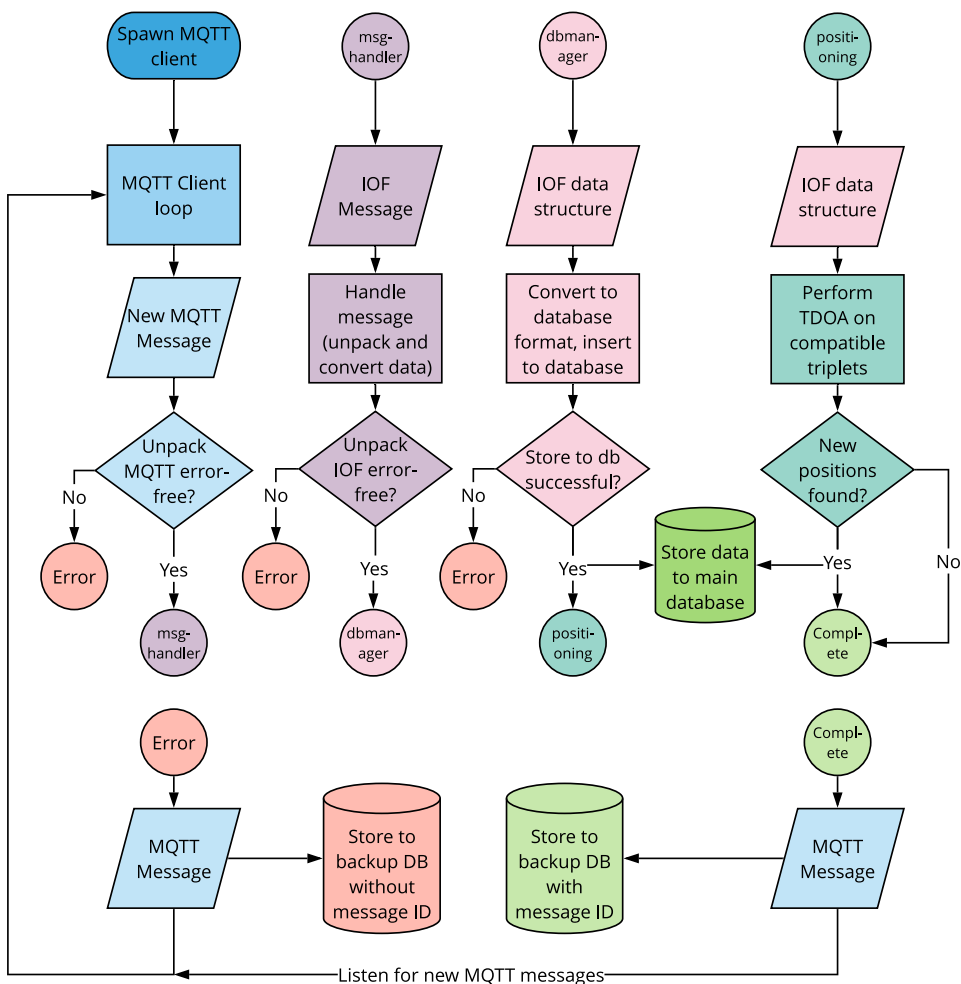 Spawn MQTT
client
msg-
handler
dbman-
ager
positi-
oning
MQTT Client
loop
IOF
Message
IOF data
structure
IOF data
structure
New MQTT
Message
Handle
message
(unpack and
convert data)
Convert to
database
format, insert
to database
Perform
TDOA on
compatible
triplets
Unpack
MQTT error-
free?
Unpack
IOF error-
free?
Store to db
successful?
New
positions
found?
No
No
No
No
Error
Error
Error
Yes
Yes
Yes
Yes
Store data
to main
database
msg-
handler
dbman-
ager
positi-
oning
Compl-
ete
Error
Compl-
ete
MQTT
Message
Store to
backup DB
without
message ID
Store to
backup DB
with
message ID
MQTT
Message
Listen for new MQTT messages